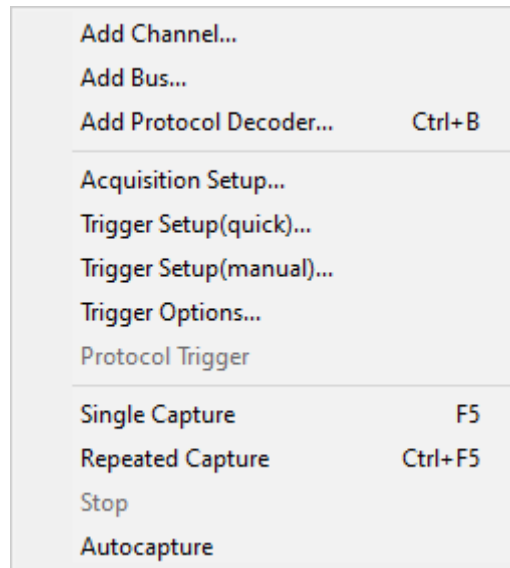 Add Channel...
Add Bus...
Add Protocol Decoder... Ctrl+B
Acquisition Setup...
Trigger Setup(quick)...
Trigger Setup(manual)...
Trigger Options...
Protocol Trigger
Single Capture F5
Repeated Capture Ctrl+F5
Stop
Autocapture